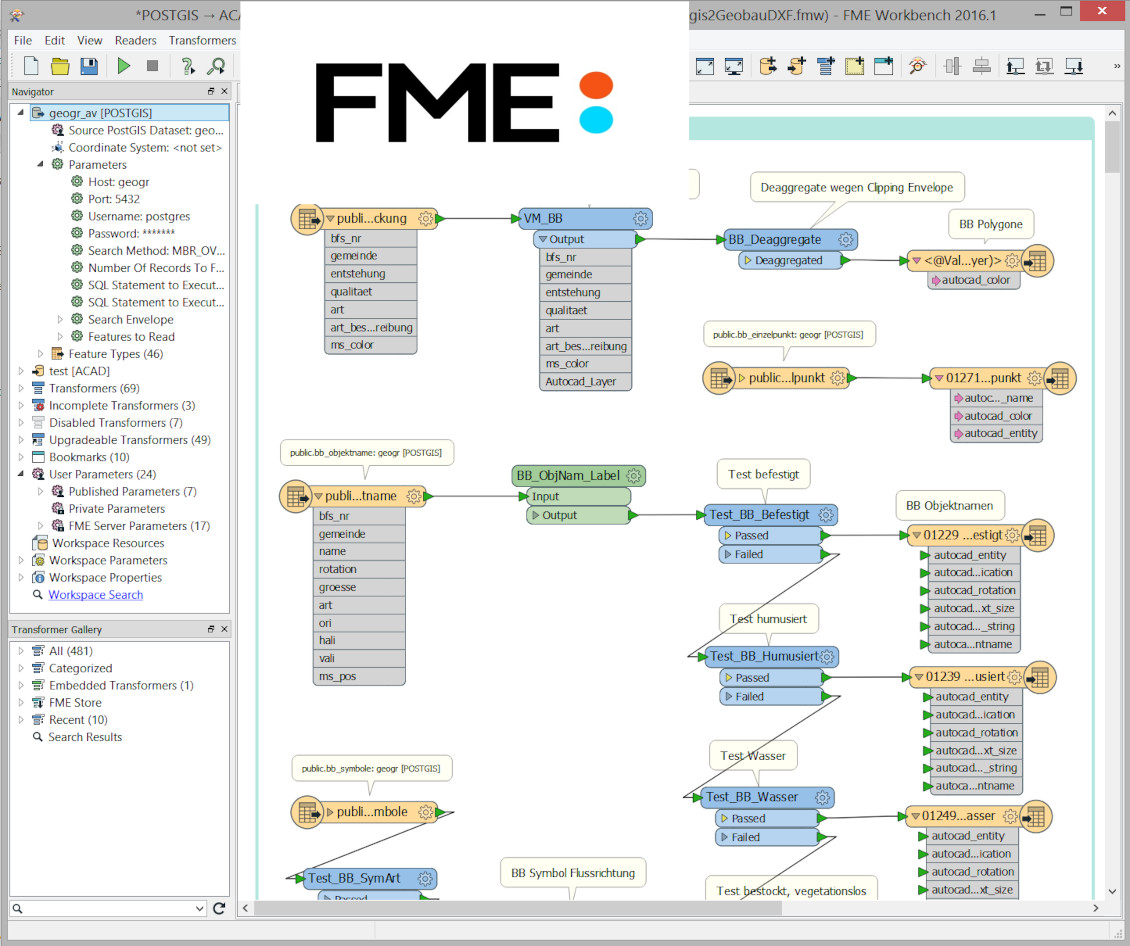 *POSTGIS → ACA
gis2GeobauDXF.fmw) - FME Workbench 2016.1
File Edit View Readers Transformers
FME
Navigator
geogr_av [POSTGIS]
Source PostGIS Dataset: geo...
Coordinate System: <not set>
Parameters
Host: geogr
Port: 5432
Username: postgres
Password: *******
Search Method: MBR_OV...
Number Of Records To F...
SQL Statement to Execut...
SQL Statement to Execut...
Search Envelope
Features to Read
Feature Types (46)
test [ACAD]
Transformers (69)
Incomplete Transformers (3)
Disabled Transformers (7)
Upgradeable Transformers (49)
Bookmarks (10)
User Parameters (24)
Published Parameters (7)
Private Parameters
FME Server Parameters (17)
Workspace Resources
Workspace Parameters
Workspace Properties
Workspace Search
Transformer Gallery
All (481)
Categorized
Embedded Transformers (1)
FME Store
Recent (10)
Search Results
publi...ckung
bfs_nr
gemeinde
entstehung
qualitaet
art
art_bes...reibung
ms_color
VM_BB
Output
bfs_nr
gemeinde
entstehung
qualitaet
art
art_bes...reibung
ms_color
Autocad_Layer
Deaggregate wegen Clipping Envelope
BB_Deaggregate
Deaggregated
BB Polygone
<@Val...yer)>
autocad_color
public.bb_einzelpunkt: geogr [POSTGIS]
public...lpunkt
01271...punkt
autoc..._name
autocad_color
autocad_entity
public.bb_objektname: geogr [POSTGIS]
publi...tname
bfs_nr
gemeinde
name
rotation
groesse
art
ori
hali
vali
ms_pos
BB_ObjNam_Label
Input
Output
Test befestigt
Test_BB_Befestigt
Passed
Failed
BB Objektnamen
01229 ...estigt
autocad_entity
autocad...ication
autocad_rotation
autocad...xt_size
autocad..._string
autoca...ntname
Test humusiert
Test_BB_Humusiert
Passed
Failed
01239 ...usiert
autocad_entity
autocad...ication
autocad_rotation
autocad...xt_size
autocad..._string
autoca...ntname
Test Wasser
Test_BB_Wasser
Passed
Failed
01249...asser
autocad_entity
autocad...ication
autocad_rotation
autocad...xt_size
public.bb_symbole: geogr [POSTGIS]
publi...mbole
Test_BB_SymArt
Passed
BB Symbol Flussrichtung
Test bestockt, vegetationslos